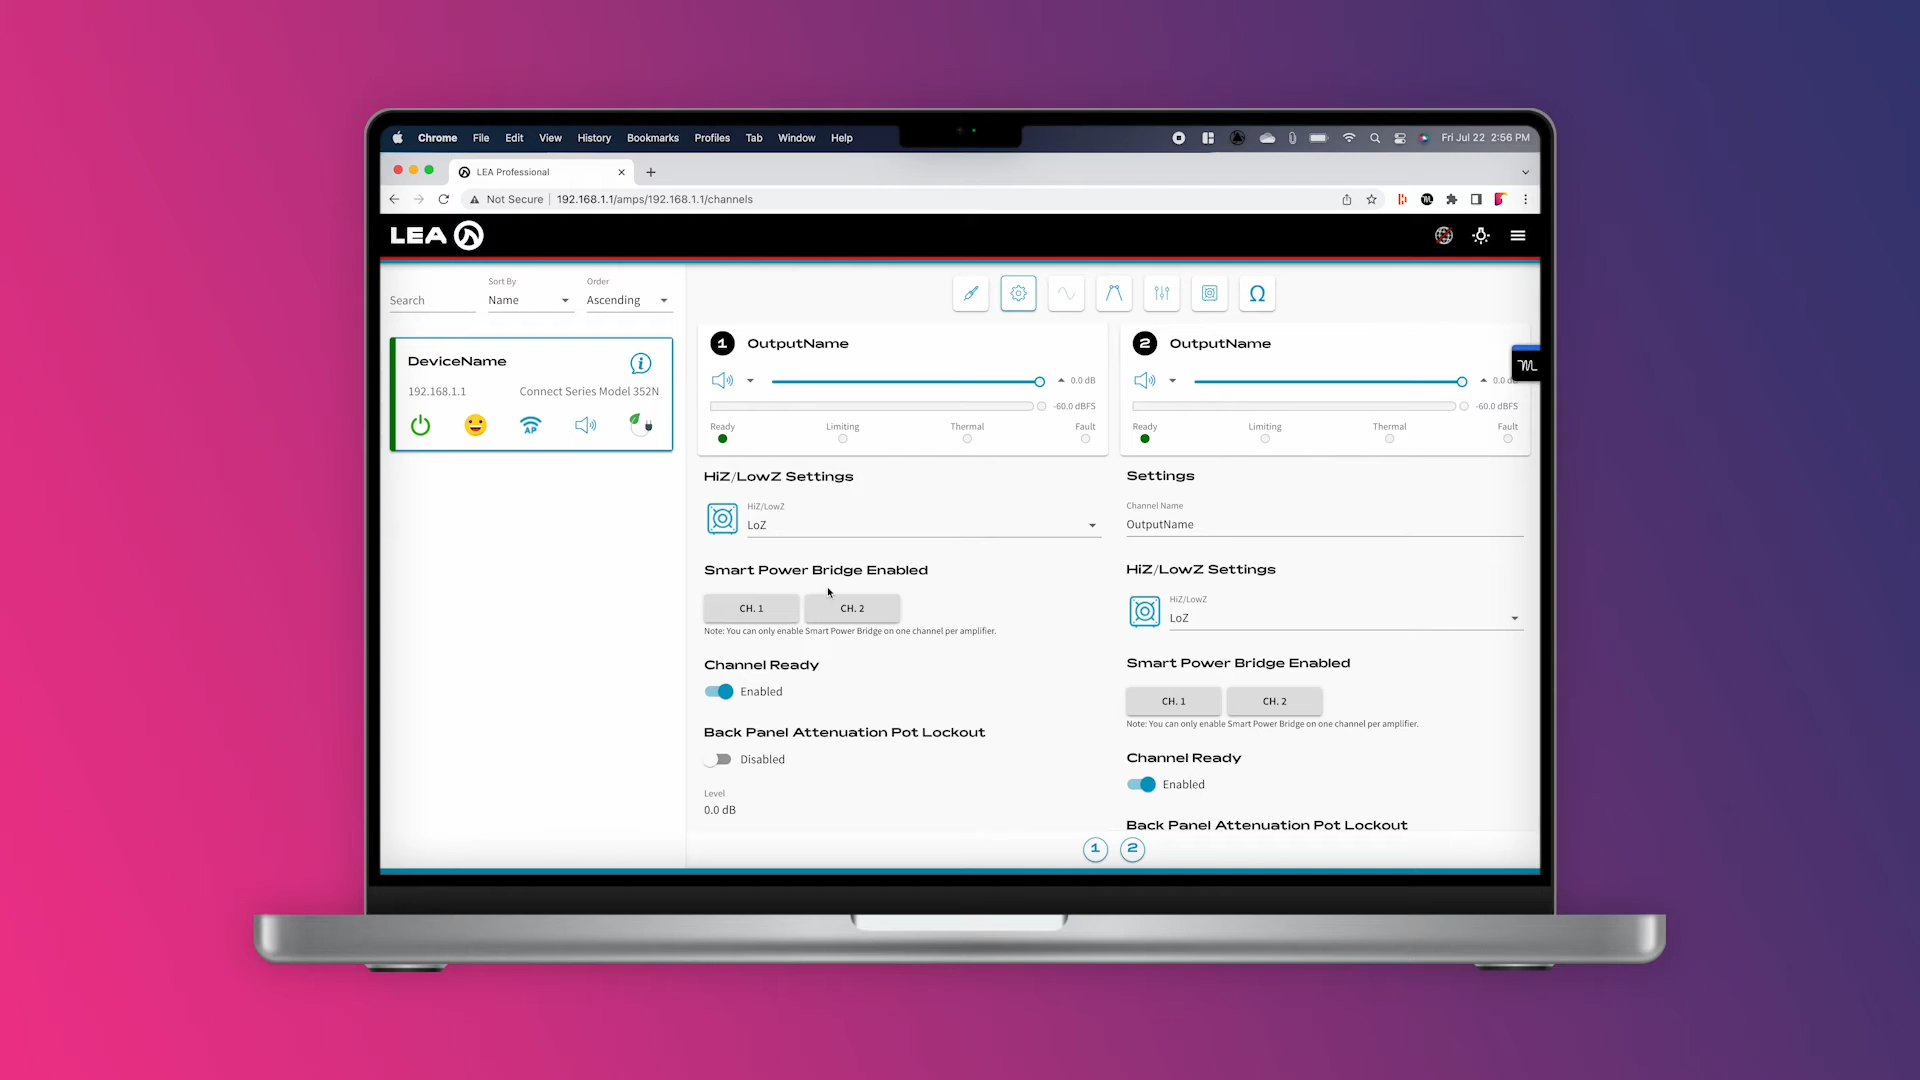 Chrome File Edit View History Bookmarks Profiles Tab Window Help
Fri Jul 22 2:56 PM
LEA Professional
Not Secure 192.168.1.1/amps/192.168.1.1/channels
LEA
Search
Sort By
Name
Order
Ascending
DeviceName
192.168.1.1 Connect Series Model 352N
AP
Ω
1 OutputName
0.0 dB
-60.0 dBFS
Ready Limiting Thermal Fault
HiZ/LowZ Settings
HiZ/LowZ
LoZ
Smart Power Bridge Enabled
CH. 1 CH. 2
Note: You can only enable Smart Power Bridge on one channel per amplifier.
Channel Ready
Enabled
Back Panel Attenuation Pot Lockout
Disabled
Level
0.0 dB
2 OutputName
0.0 d
-60.0 dBFS
Ready Limiting Thermal Fault
Settings
Channel Name
OutputName
HiZ/LowZ Settings
HiZ/LowZ
LoZ
Smart Power Bridge Enabled
CH. 1 CH. 2
Note: You can only enable Smart Power Bridge on one channel per amplifier.
Channel Ready
Enabled
Back Panel Attenuation Pot Lockout
1 2